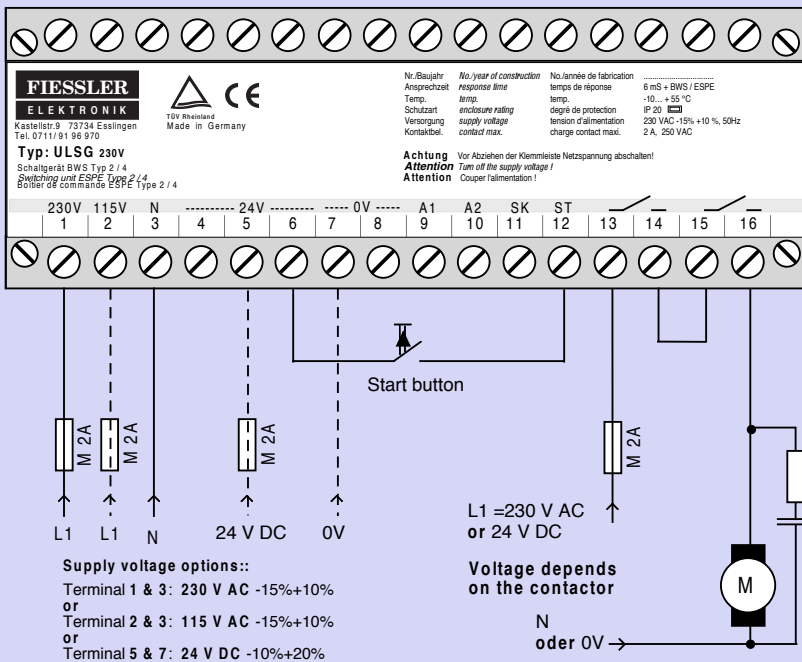 FIESSLER
ELEKTRONIK
Kastellstr.9 73734 Esslingen
Tel. 0711/ 91 96 970
TÜV Rheinland
Made in Germany
CE
Typ: ULSG 230V
Schaltgerät BWS Typ 2 / 4
Switching unit ESPE Type 2 / 4
Boîtier de commande ESPE Type 2 / 4
Nr./Baujahr No./year of construction No./année de fabrication ..............................
Ansprechzeit response time temps de réponse 6 mS + BWS / ESPE
Temp. temp. temp. -10... + 55 °C
Schutzart enclosure rating degré de protection IP 20
Versorgung supply voltage tension d'alimentation 230 VAC -15% +10 %, 50Hz
Kontaktbel. contact max. charge contact maxi. 2 A, 250 VAC
Achtung Vor Abziehen der Klemmleiste Netzspannung abschalten!
Attention Turn off the supply voltage !
Attention Couper l'alimentation !
230V 115V N ---------- 24V --------- ----- 0V ----- A1 A2 SK ST
1 2 3 4 5 6 7 8 9 10 11 12 13 14 15 16
Start button
M 2A
M 2A
M 2A
M 2A
L1 L1 N 24 V DC 0V
L1 =230 V AC
or 24 V DC
Voltage depends
on the contactor
M
N
oder 0V
Supply voltage options::
Terminal 1 & 3: 230 V AC -15%+10%
or
Terminal 2 & 3: 115 V AC -15%+10%
or
Terminal 5 & 7: 24 V DC -10%+20%